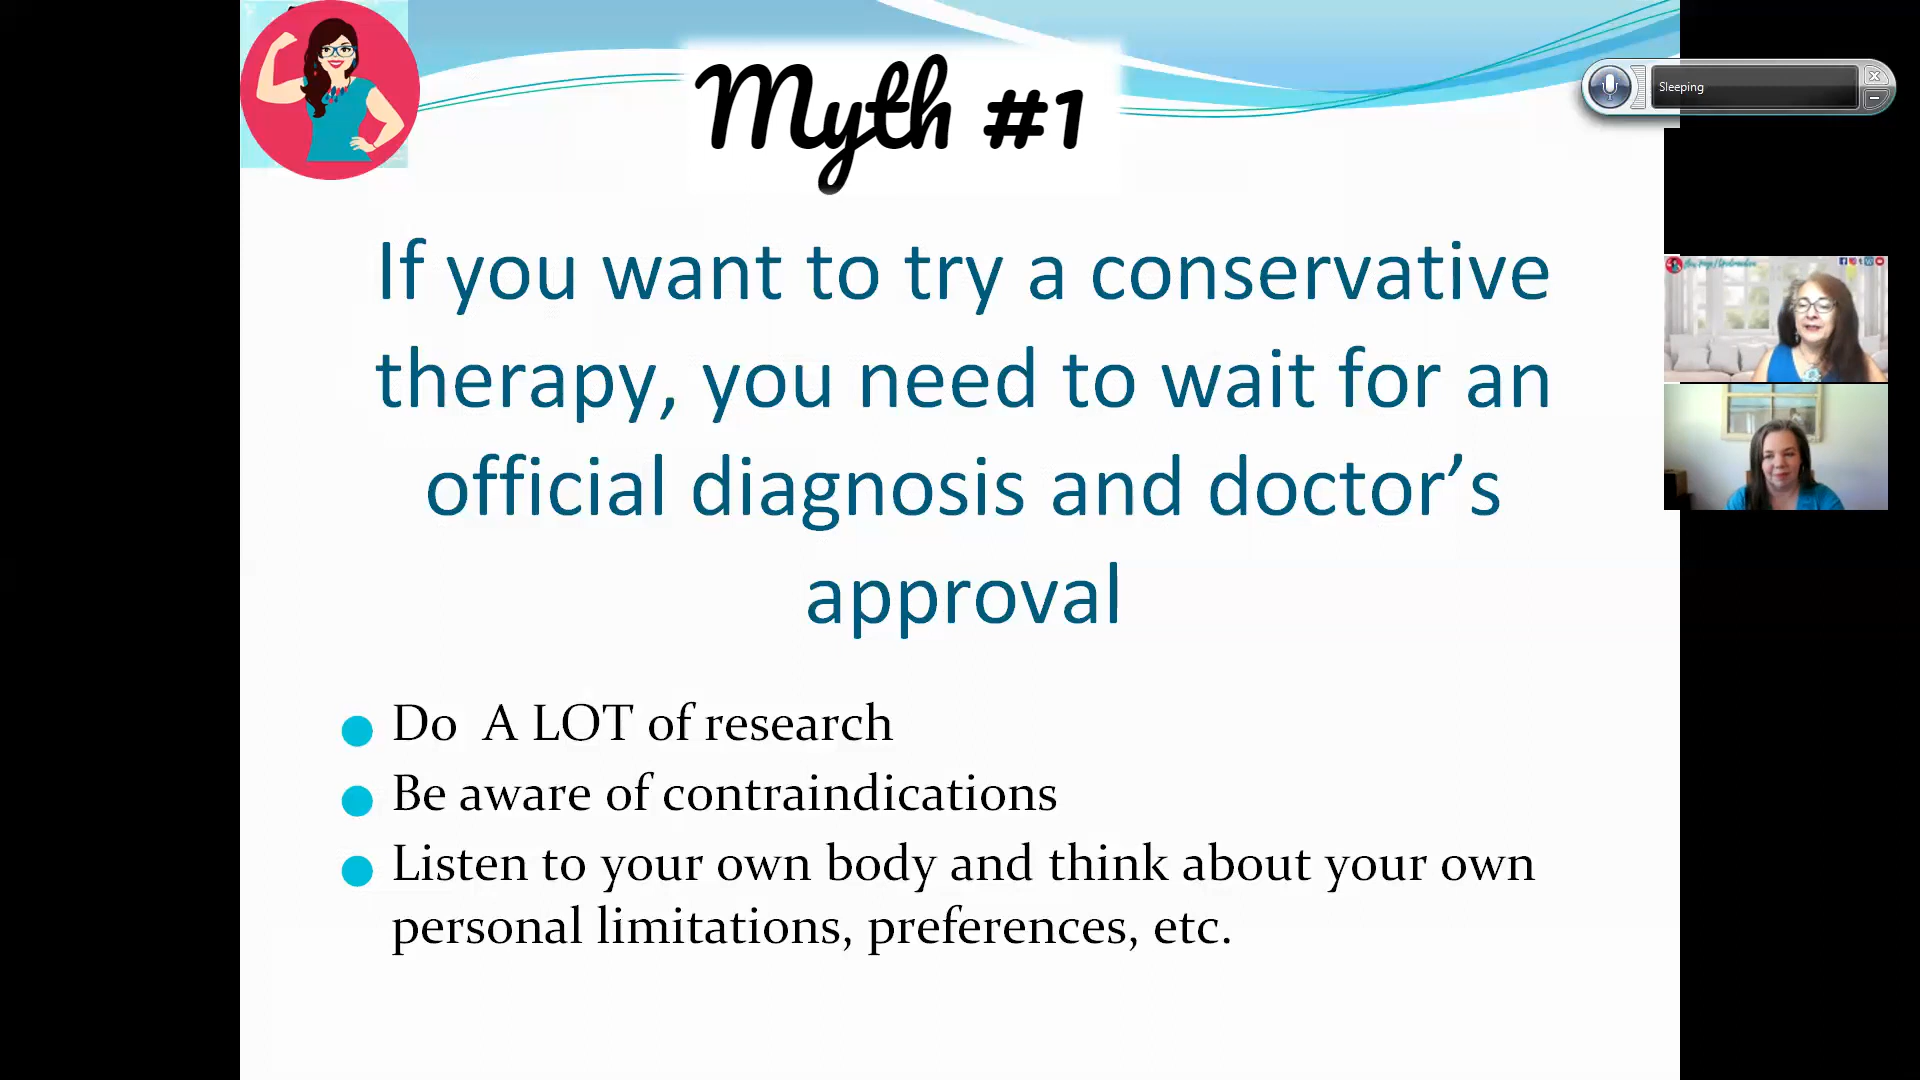 Myth #1
Sleeping
If you want to try a conservative
therapy, you need to wait for an
official diagnosis and doctor’s
approval
Do A LOT of research
Be aware of contraindications
Listen to your own body and think about your own
personal limitations, preferences, etc.